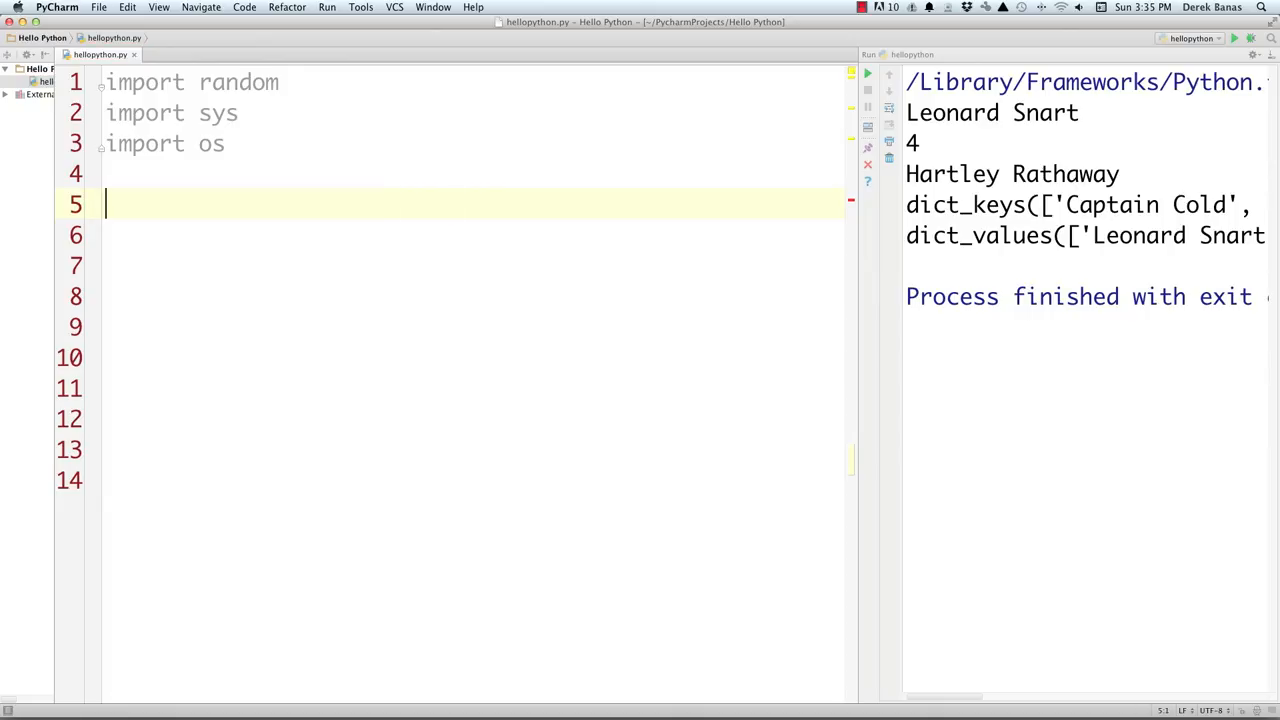 PyCharm File Edit View Navigate Code Refactor Run Tools VCS Window Help 10 Sun 3:35 PM Derek Banas
hellopython.py – Hello Python – [~/PycharmProjects/Hello Python]
Hello Python hellopython.py hellopython
hellopython.py Run hellopython
Hello P
hell
Extern
1 import random
2 import sys
3 import os
4
5
6
7
8
9
10
11
12
13
14
/Library/Frameworks/Python.
Leonard Snart
4
Hartley Rathaway
dict_keys(['Captain Cold',
dict_values(['Leonard Snart
Process finished with exit
5:1 LF UTF-8